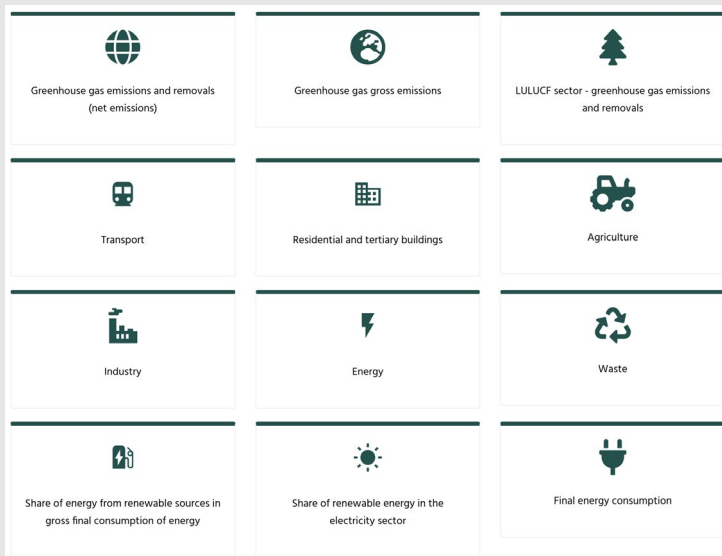 Greenhouse gas emissions and removals
(net emissions)
Greenhouse gas gross emissions
LULUCF sector - greenhouse gas emissions
and removals
Transport
Residential and tertiary buildings
Agriculture
Industry
Energy
Waste
Share of energy from renewable sources in
gross final consumption of energy
Share of renewable energy in the
electricity sector
Final energy consumption